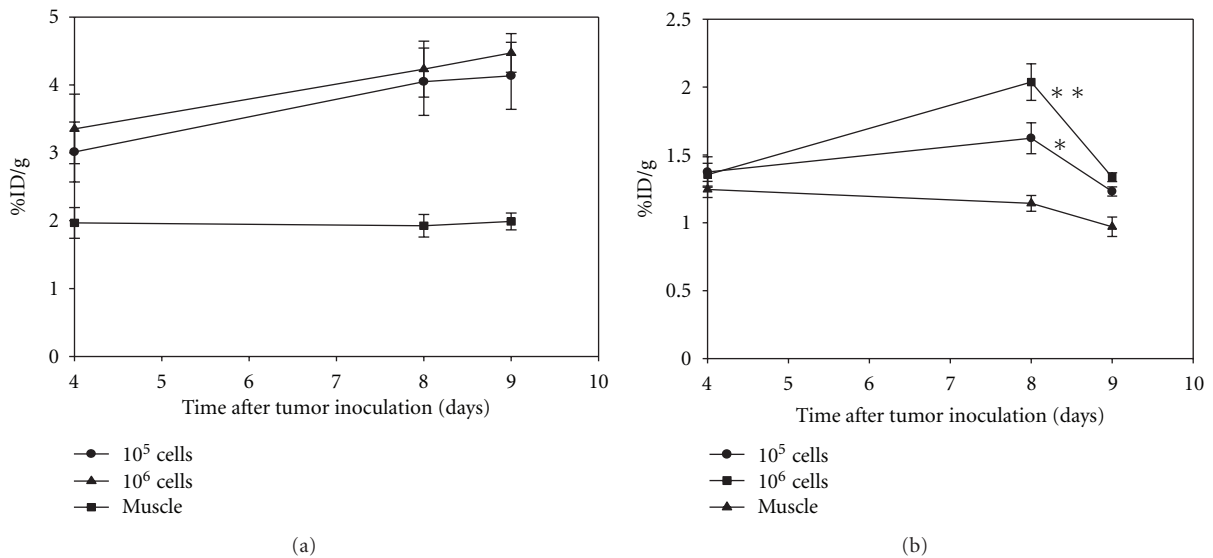 5
4
3
2
1
0
%ID/g
4
5
6
7
8
9
10
Time after tumor inoculation (days)
10⁵ cells
10⁶ cells
Muscle
(a)
2.5
2
1.5
1
0.5
0
%ID/g
∗∗
∗
4
5
6
7
8
9
10
Time after tumor inoculation (days)
10⁵ cells
10⁶ cells
Muscle
(b)